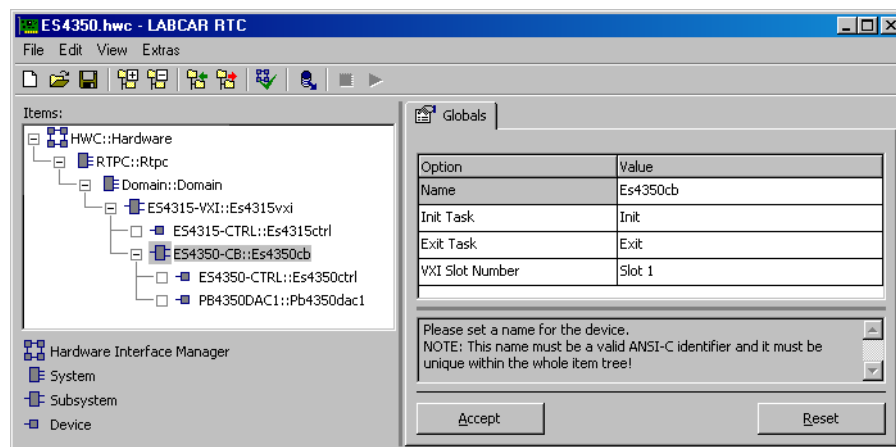 ES4350.hwc - LABCAR RTC
File Edit View Extras
Items:
HWC::Hardware
RTPC::Rtpc
Domain::Domain
ES4315-VXI::Es4315vxi
ES4315-CTRL::Es4315ctrl
ES4350-CB::Es4350cb
ES4350-CTRL::Es4350ctrl
PB4350DAC1::Pb4350dac1
Hardware Interface Manager
System
Subsystem
Device
Globals
Option Value
Name Es4350cb
Init Task Init
Exit Task Exit
VXI Slot Number Slot 1
Please set a name for the device.
NOTE: This name must be a valid ANSI-C identifier and it must be
unique within the whole item tree!
Accept Reset